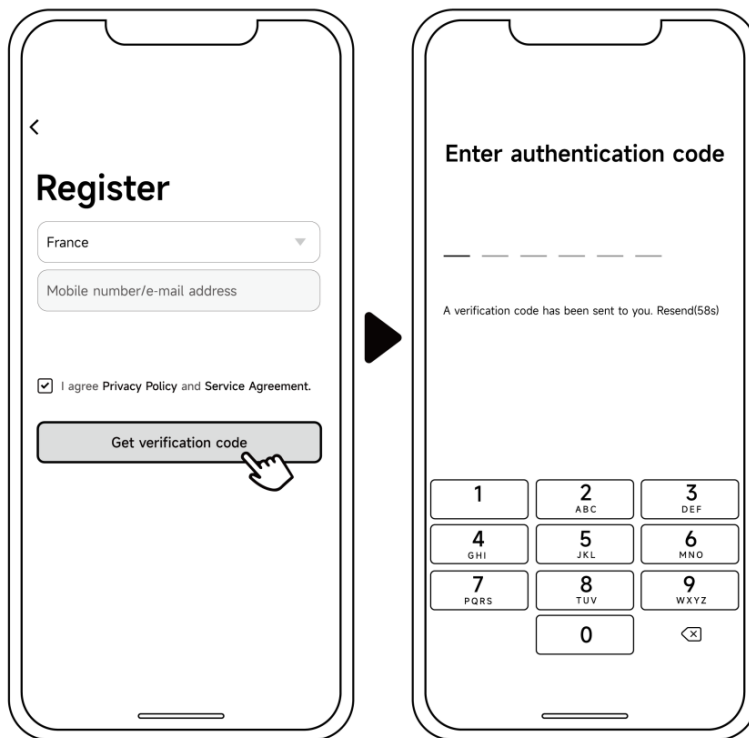 Register
France
Mobile number/e-mail address
I agree Privacy Policy and Service Agreement.
Get verification code
Enter authentication code
A verification code has been sent to you. Resend(58s)
1 2 3
ABC DEF
4 5 6
GHI JKL MNO
7 8 9
PQRS TUV WXYZ
0